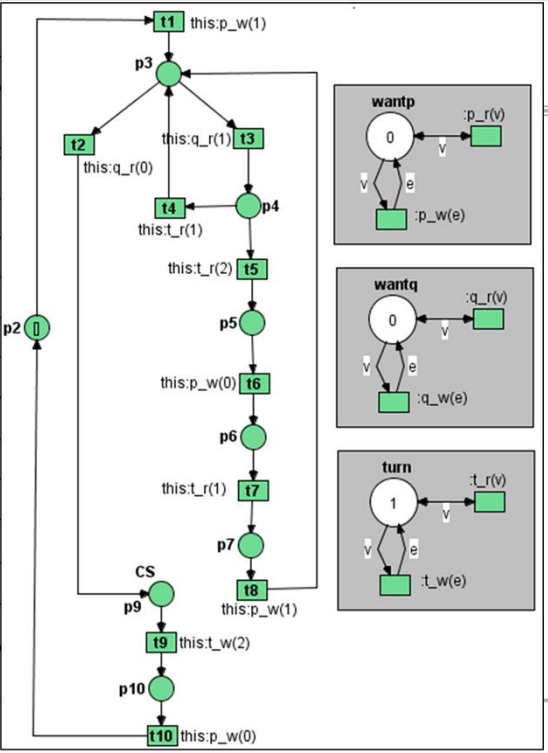 t1 this:p_w(1)
p3
wantp
:p_r(v)
0
this:q_r(1) t3
t2
v
this:q_r(0)
v e
t4 p4
:p_w(e)
this:t_r(1)
this:t_r(2) t5
wantq
:q_r(v)
p2 []
p5
0
v
v e
this:p_w(0) t6
:q_w(e)
p6
turn
:t_r(v)
this:t_r(1) t7
1
v
p7
v e
CS
t8
:t_w(e)
p9
this:p_w(1)
t9 this:t_w(2)
p10
t10 this:p_w(0)